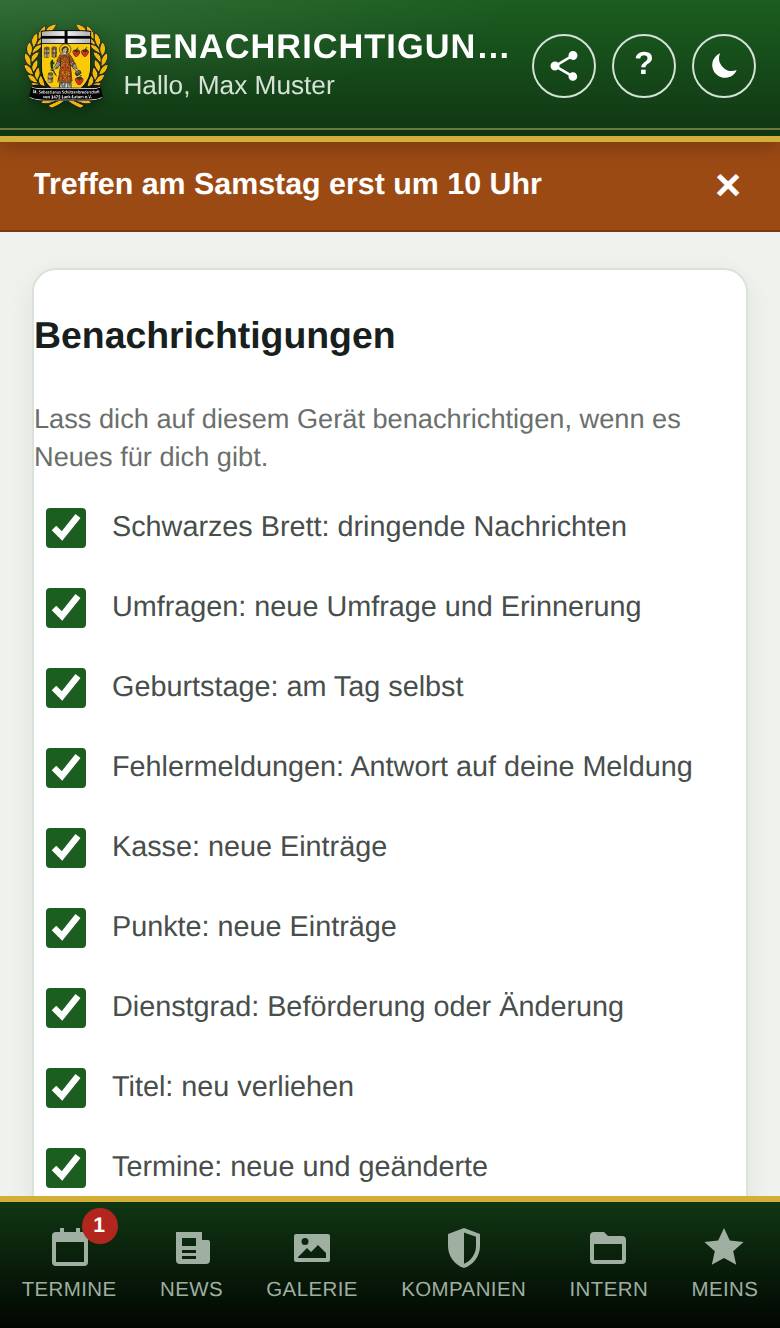 BENACHRICHTIGUN…
Hallo, Max Muster
?
Treffen am Samstag erst um 10 Uhr
×
Benachrichtigungen
Lass dich auf diesem Gerät benachrichtigen, wenn es
Neues für dich gibt.
Schwarzes Brett: dringende Nachrichten
Umfragen: neue Umfrage und Erinnerung
Geburtstage: am Tag selbst
Fehlermeldungen: Antwort auf deine Meldung
Kasse: neue Einträge
Punkte: neue Einträge
Dienstgrad: Beförderung oder Änderung
Titel: neu verliehen
Termine: neue und geänderte
1
TERMINE NEWS GALERIE KOMPANIEN INTERN MEINS